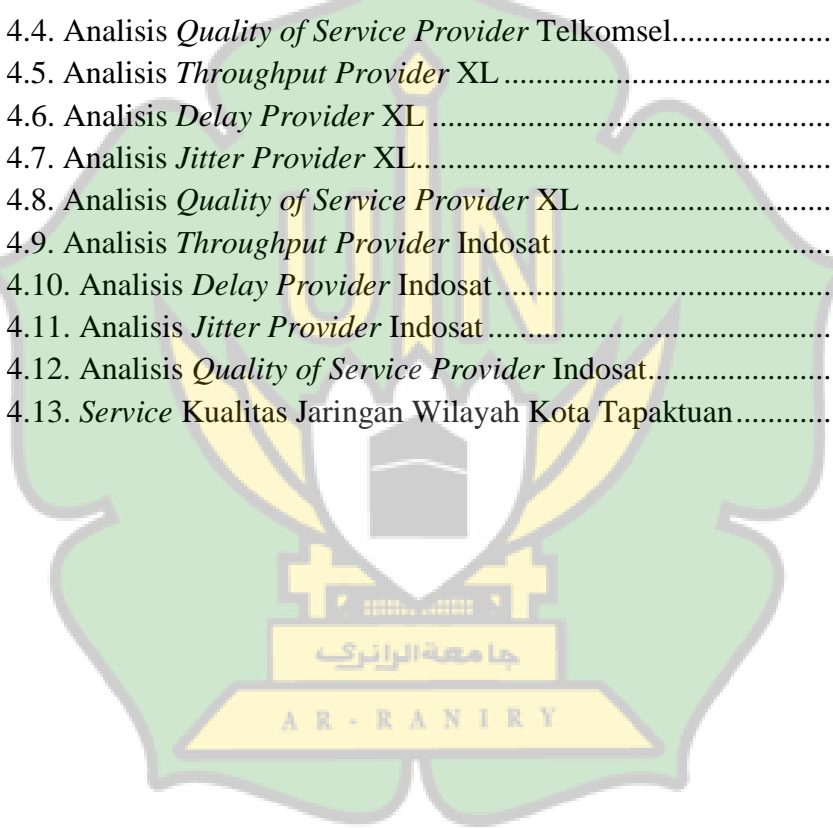 4.4. Analisis Quality of Service Provider Telkomsel...................
4.5. Analisis Throughput Provider XL .......................................
4.6. Analisis Delay Provider XL ................................................
4.7. Analisis Jitter Provider XL..................................................
4.8. Analisis Quality of Service Provider XL .............................
4.9. Analisis Throughput Provider Indosat.................................
4.10. Analisis Delay Provider Indosat ........................................
4.11. Analisis Jitter Provider Indosat .........................................
4.12. Analisis Quality of Service Provider Indosat......................
4.13. Service Kualitas Jaringan Wilayah Kota Tapaktuan............
UIN
جامعة الرانري
AR-RANIRY